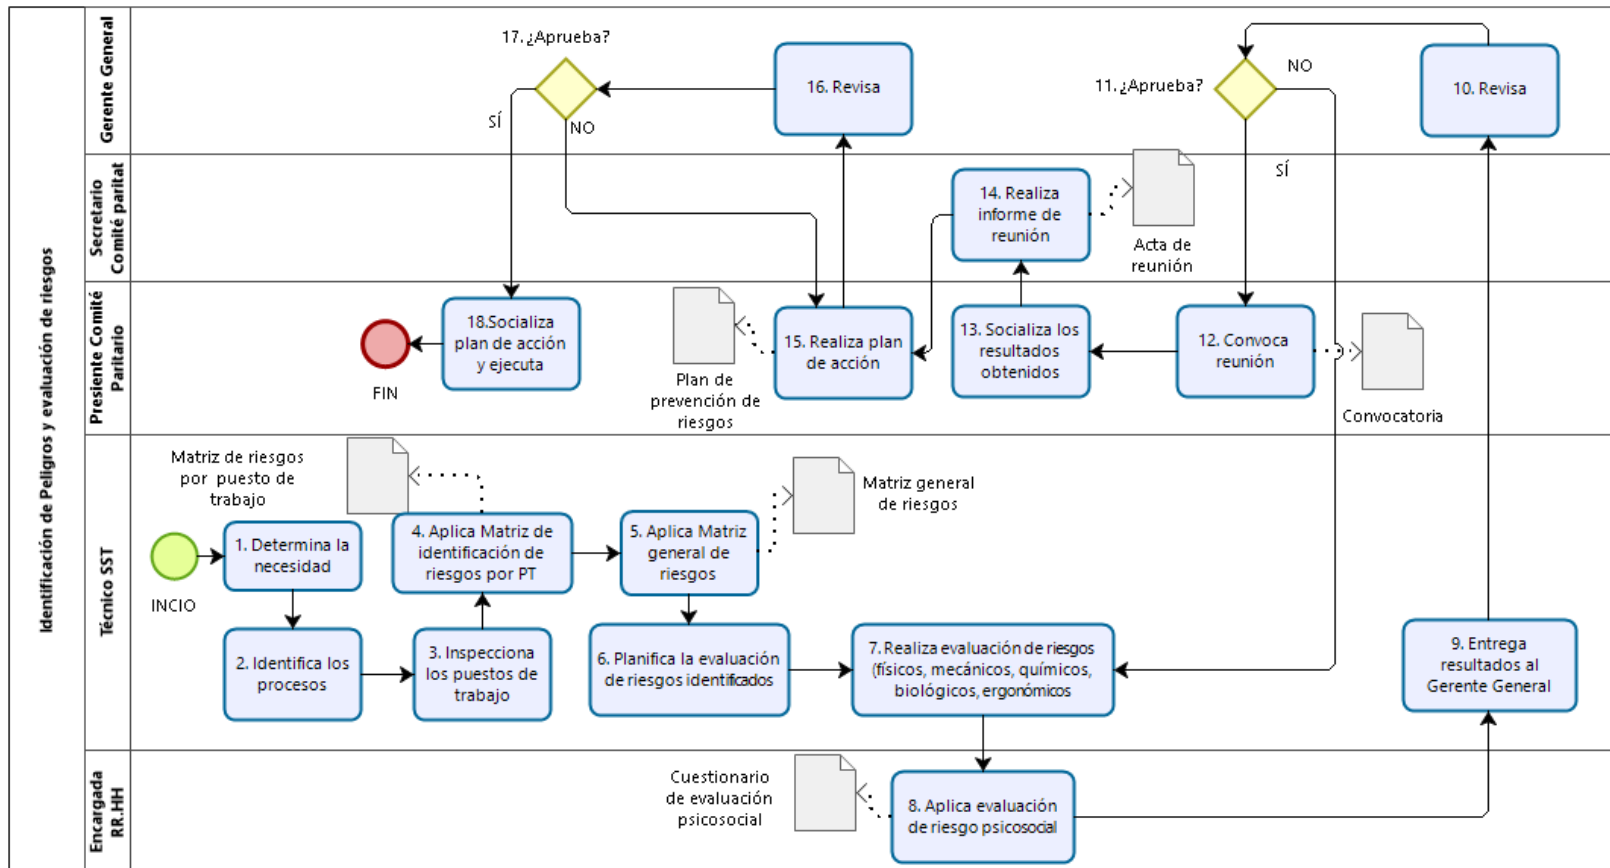 Identificación de Peligros y evaluación de riesgos
Gerente General
17. ¿Aprueba?
SÍ
NO
16. Revisa
11. ¿Aprueba?
NO
SÍ
10. Revisa
Secretario
Comité paritat
14. Realiza
informe de
reunión
Acta de
reunión
Presiente Comité
Paritario
FIN
18.Socializa
plan de acción
y ejecuta
Plan de
prevención de
riesgos
15. Realiza plan
de acción
13. Socializa los
resultados
obtenidos
12. Convoca
reunión
Convocatoria
Técnico SST
Matriz de riesgos
por puesto de
trabajo
INCIO
1. Determina la
necesidad
2. Identifica los
procesos
3. Inspecciona
los puestos de
trabajo
4. Aplica Matriz de
identificación de
riesgos por PT
5. Aplica Matriz
general de
riesgos
Matriz general
de riesgos
6. Planifica la evaluación
de riesgos identificados
7. Realiza evaluación de riesgos
(físicos, mecánicos, químicos,
biológicos, ergonómicos
9. Entrega
resultados al
Gerente General
Encargada
RR.HH
Cuestionario
de evaluación
psicosocial
8. Aplica evaluación
de riesgo psicosocial